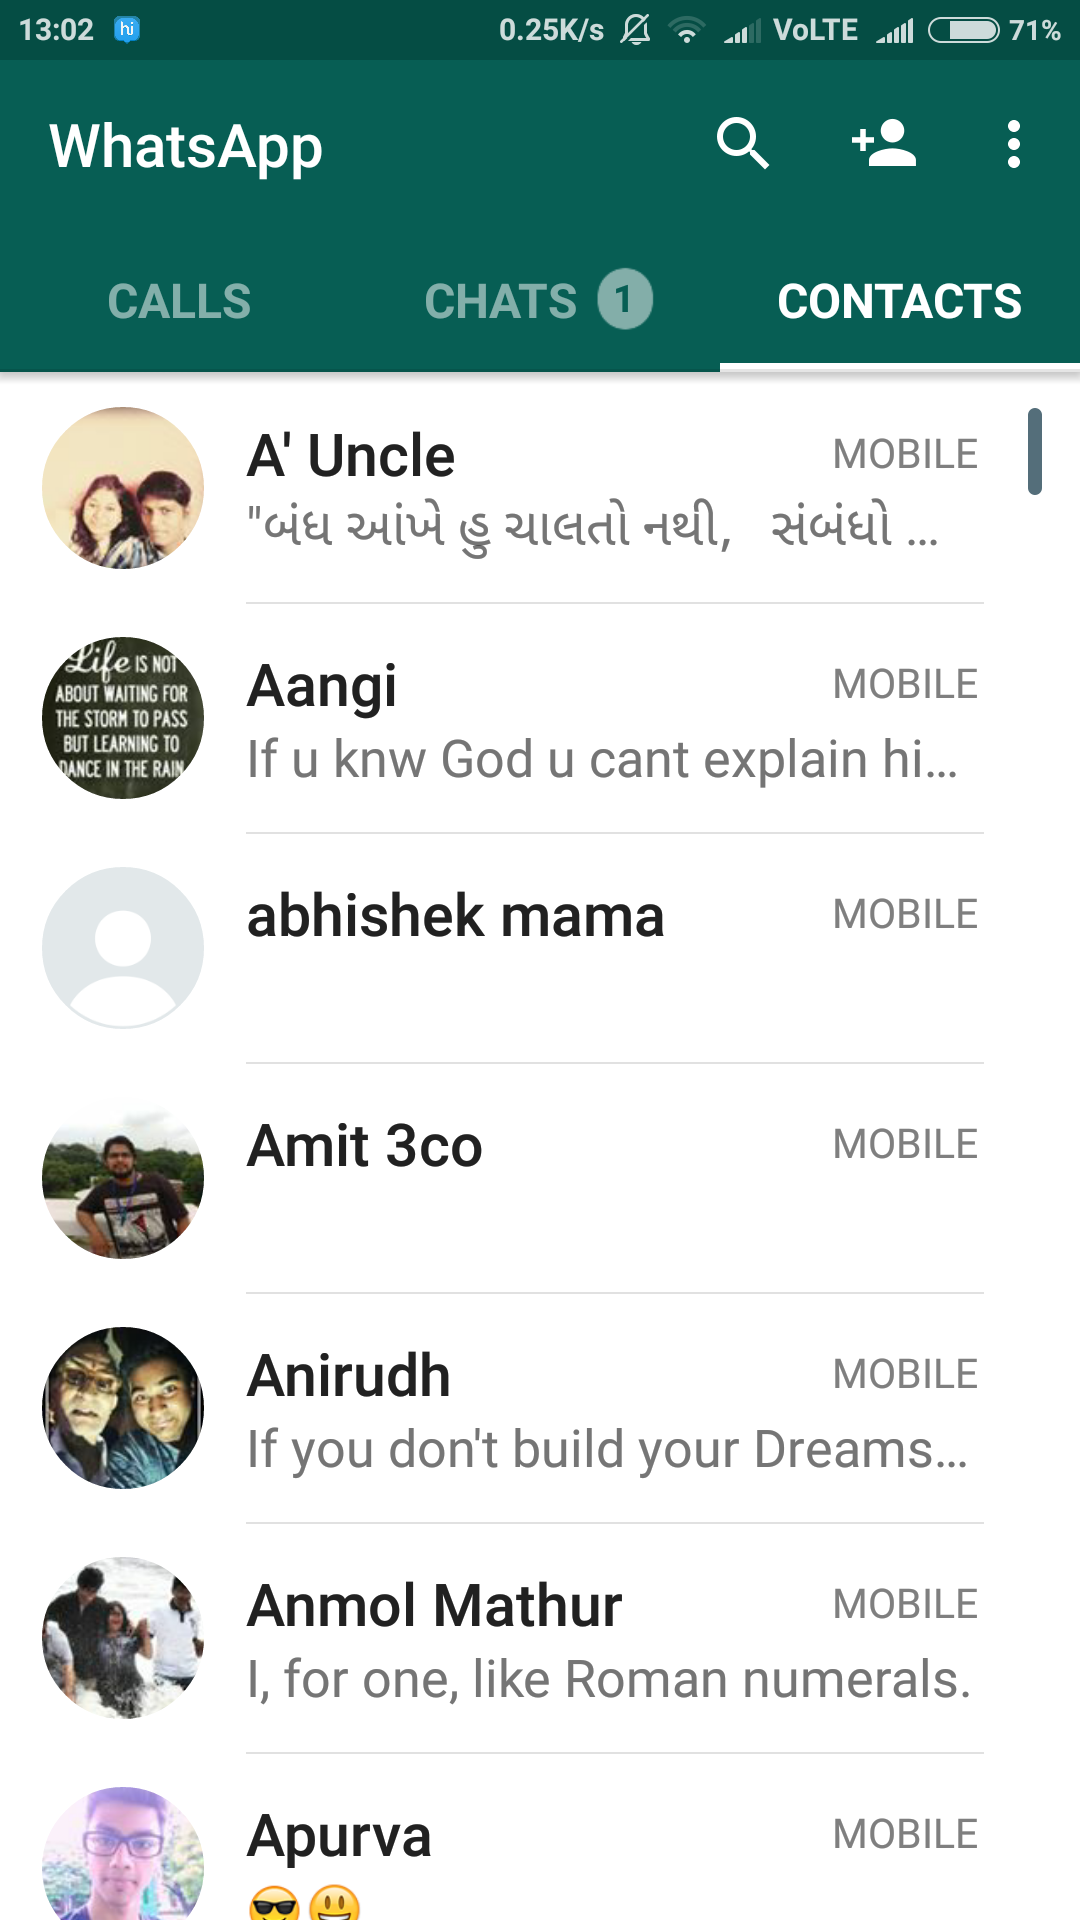 13:02 hi 0.25K/s VoLTE 71%
WhatsApp
CALLS CHATS 1 CONTACTS
A' Uncle MOBILE
"બંધ આંખે હુ ચાલતો નથી, સંબંધો ...
Life IS NOT
ABOUT WAITING FOR
THE STORM TO PASS
BUT LEARNING TO
DANCE IN THE RAIN
Aangi MOBILE
If u knw God u cant explain hi...
abhishek mama MOBILE
Amit 3co MOBILE
Anirudh MOBILE
If you don't build your Dreams...
Anmol Mathur MOBILE
I, for one, like Roman numerals.
Apurva MOBILE
😎😃